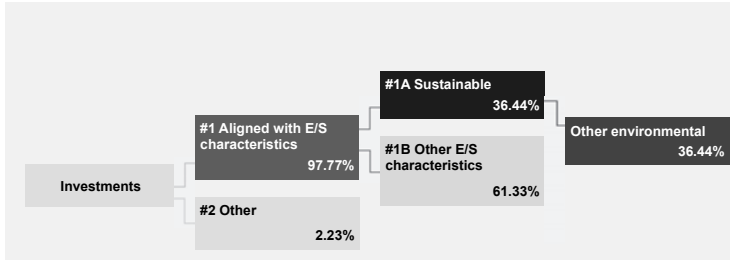 Investments
#1 Aligned with E/S
characteristics
97.77%
#2 Other
2.23%
#1A Sustainable
36.44%
#1B Other E/S
characteristics
61.33%
Other environmental
36.44%